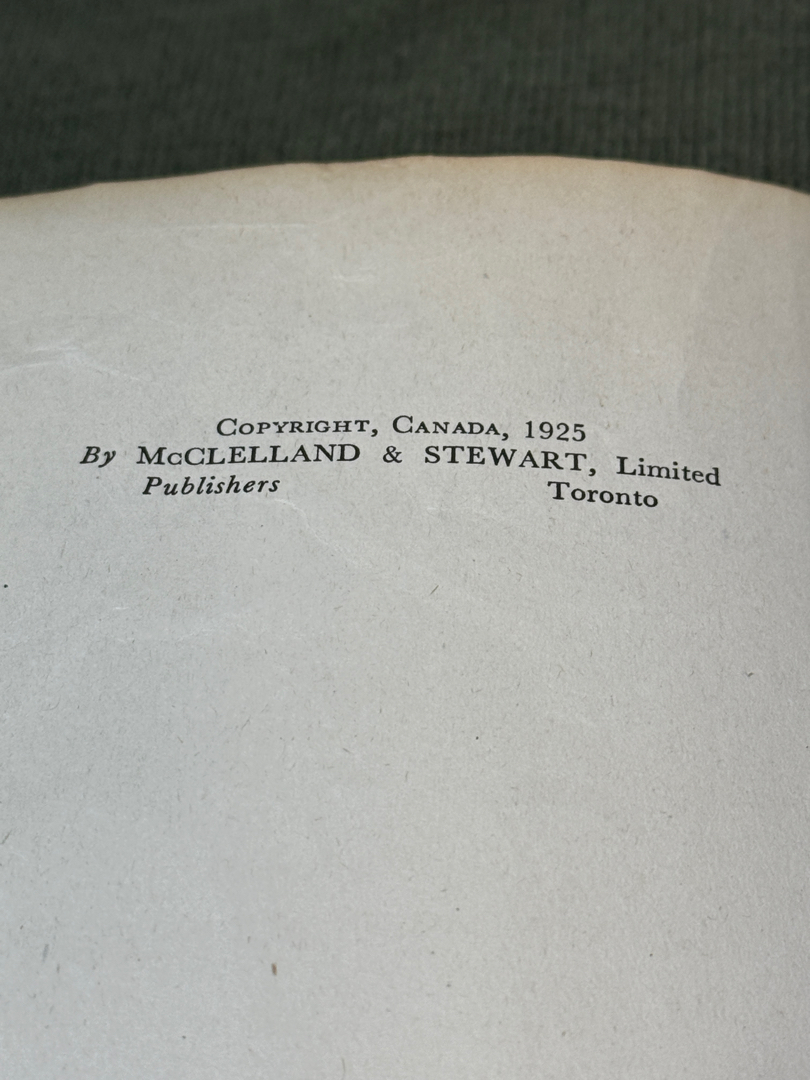 Copyright, Canada, 1925
By McCLELLAND & STEWART, Limited
Publishers Toronto